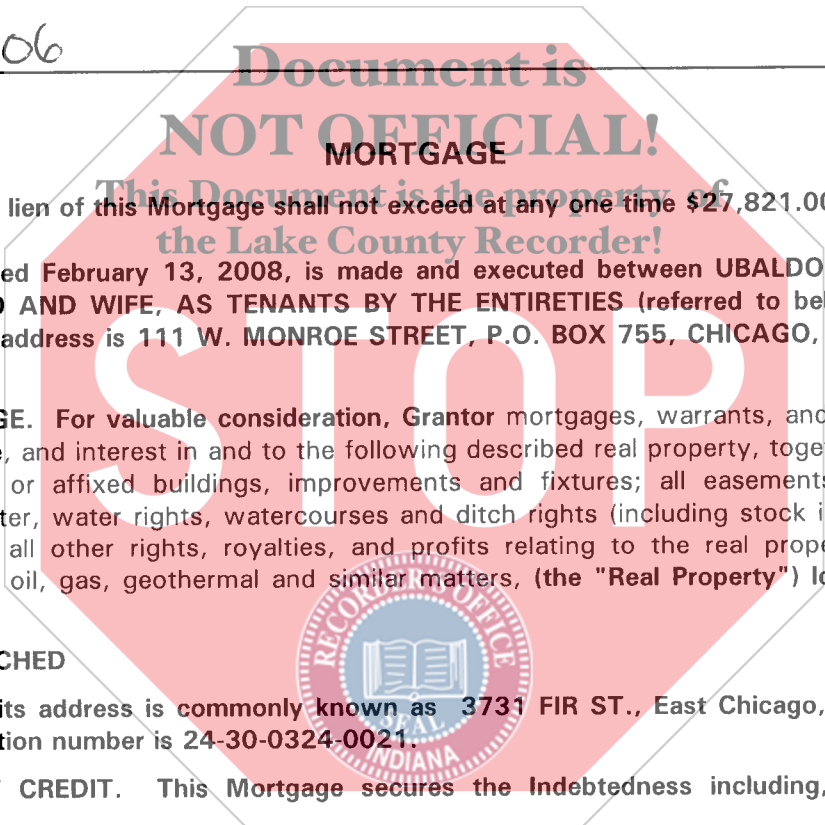 06
Document is
NOT OFFICIAL!
MORTGAGE
This Document is the property of
lien of this Mortgage shall not exceed at any one time $27,821.00
the Lake County Recorder!
ed February 13, 2008, is made and executed between UBALDO
AND WIFE, AS TENANTS BY THE ENTIRETIES (referred to bel
address is 111 W. MONROE STREET, P.O. BOX 755, CHICAGO,
STOP
GE. For valuable consideration, Grantor mortgages, warrants, and
, and interest in and to the following described real property, toge
or affixed buildings, improvements and fixtures; all easements
ter, water rights, watercourses and ditch rights (including stock i
all other rights, royalties, and profits relating to the real prope
oil, gas, geothermal and similar matters, (the "Real Property") lo
RECORDER'S OFFICE
CHED
its address is commonly known as 3731 FIR ST., East Chicago,
SEAL
tion number is 24-30-0324-0021.
INDIANA
CREDIT. This Mortgage secures the Indebtedness including,